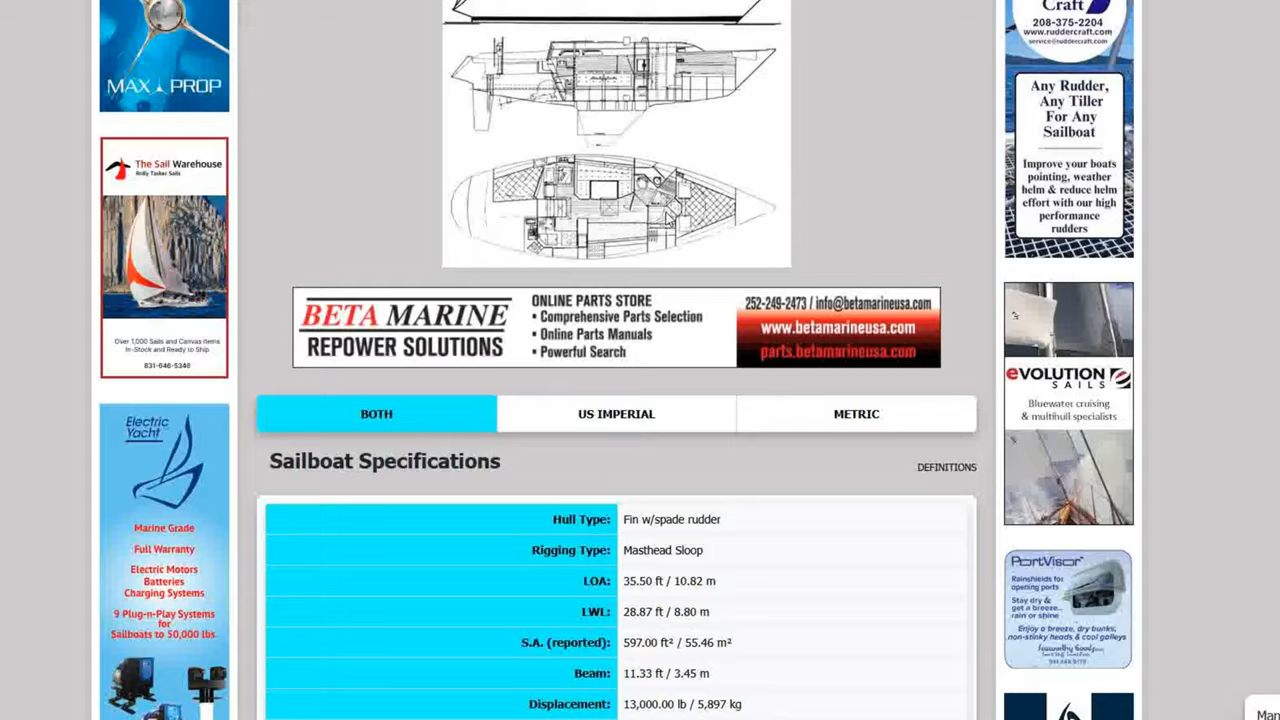 MAX PROP
The Sail Warehouse
Rolly Tasker Sails
Over 1,000 Sails and Canvas Items
In-Stock and Ready to Ship
831-646-5346
Electric
Yacht
Marine Grade
Full Warranty
Electric Motors
Batteries
Charging Systems
9 Plug-n-Play Systems
for
Sailboats to 50,000 lbs
BETA MARINE
REPOWER SOLUTIONS
ONLINE PARTS STORE
• Comprehensive Parts Selection
• Online Parts Manuals
• Powerful Search
252-249-2473 / info@betamarineusa.com
www.betamarineusa.com
parts.betamarineusa.com
BOTH
US IMPERIAL
METRIC
Sailboat Specifications
DEFINITIONS
Hull Type: Fin w/spade rudder
Rigging Type: Masthead Sloop
LOA: 35.50 ft / 10.82 m
LWL: 28.87 ft / 8.80 m
S.A. (reported): 597.00 ft² / 55.46 m²
Beam: 11.33 ft / 3.45 m
Displacement: 13,000.00 lb / 5,897 kg
Craft
208-375-2204
www.ruddercraft.com
service@ruddercraft.com
Any Rudder,
Any Tiller
For Any
Sailboat
Improve your boats
pointing, weather
helm & reduce helm
effort with our high
performance
rudders
eVOLUTION
SAILS
Bluewater cruising
& multihull specialists
PortVisor
Rainshields for
opening ports
Stay dry &
get a breeze...
rain or shine
Enjoy a breeze, dry bunks,
non-stinky heads & cool galleys
Man